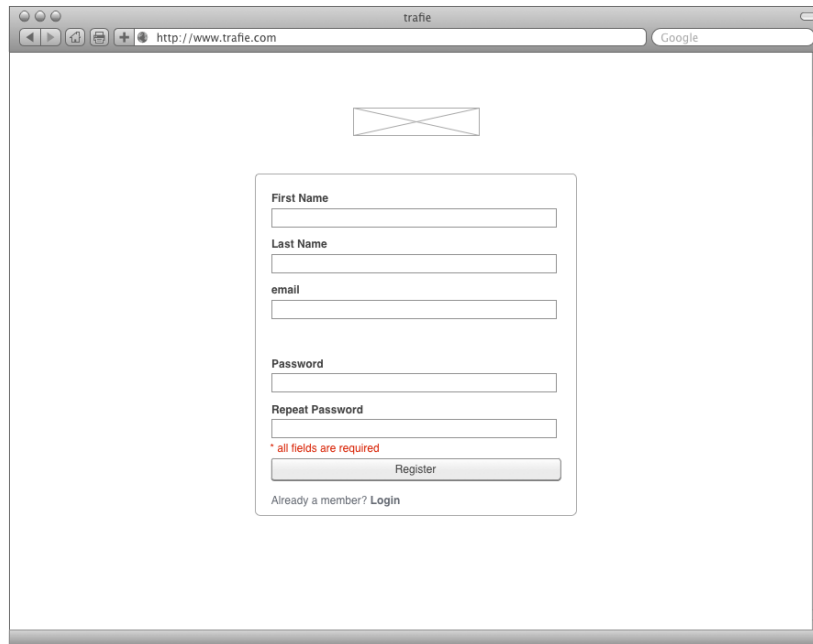 trafie
http://www.trafie.com
Google
First Name
Last Name
email
Password
Repeat Password
* all fields are required
Register
Already a member? Login